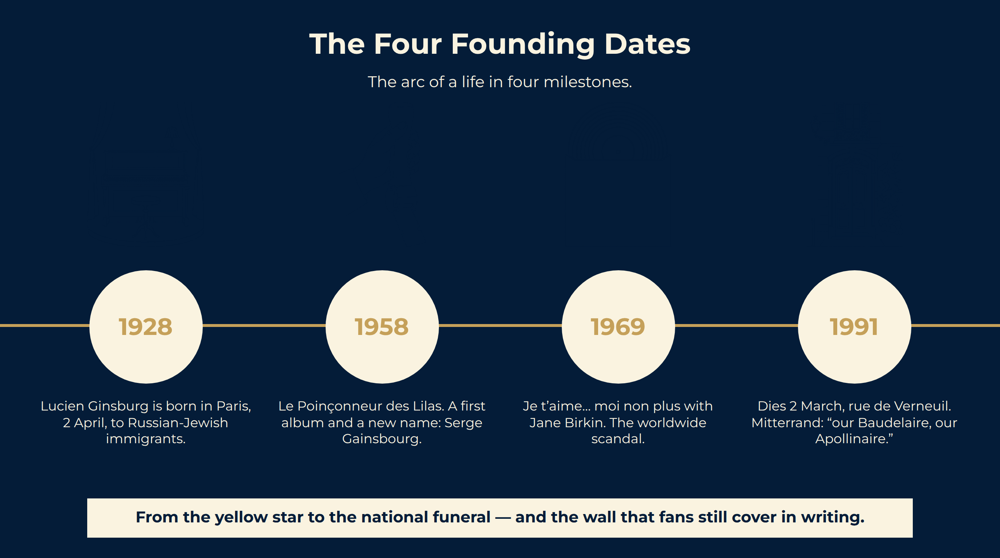 The Four Founding Dates
The arc of a life in four milestones.
1928
1958
1969
1991
Lucien Ginsburg is born in Paris,
2 April, to Russian-Jewish
immigrants.
Le Poinçonneur des Lilas. A first
album and a new name: Serge
Gainsbourg.
Je t’aime... moi non plus with
Jane Birkin. The worldwide
scandal.
Dies 2 March, rue de Verneuil.
Mitterrand: “our Baudelaire, our
Apollinaire.”
From the yellow star to the national funeral — and the wall that fans still cover in writing.